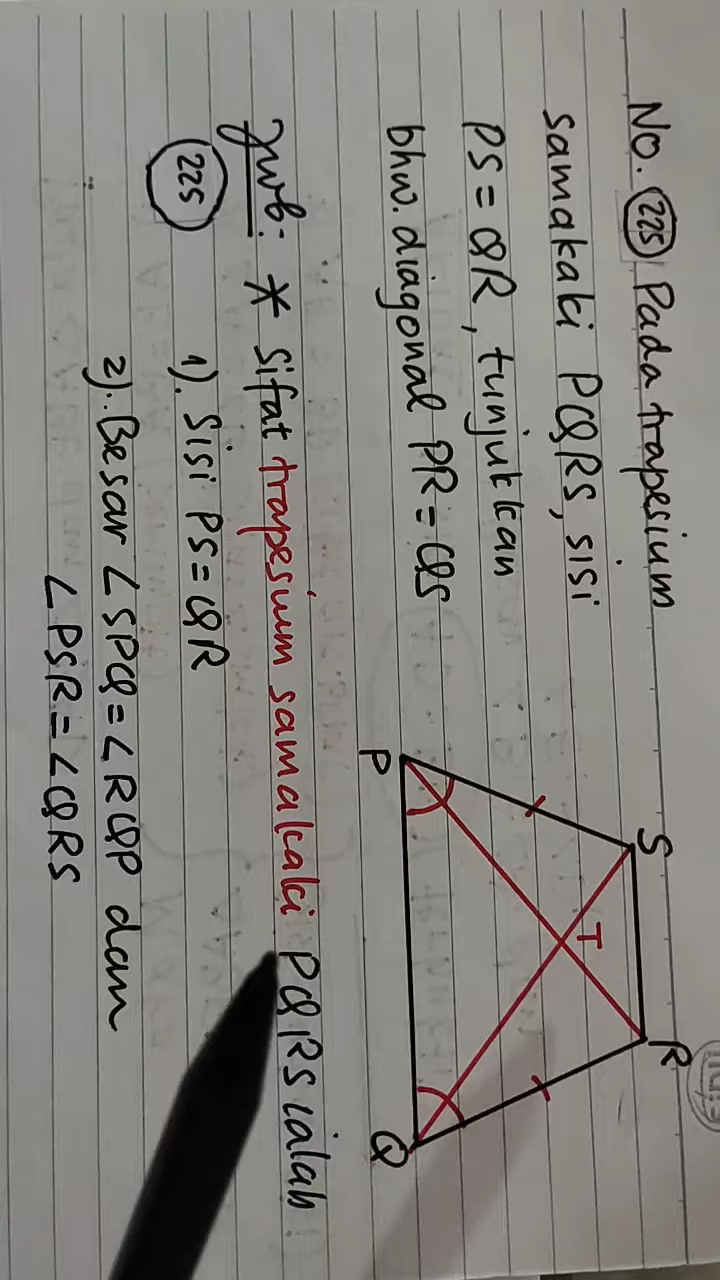 No. 225) Pada trapesium
samakaki PQRS, sisi
PS = QR, tunjukkan
bhw. diagonal PR = QS
S
R
T
P
Q
Jwb: * Sifat trapesium samakaki PQRS ialah
225
1). Sisi PS = QR
2). Besar ∠SPQ = ∠RQP dan
∠PSR = ∠QRS